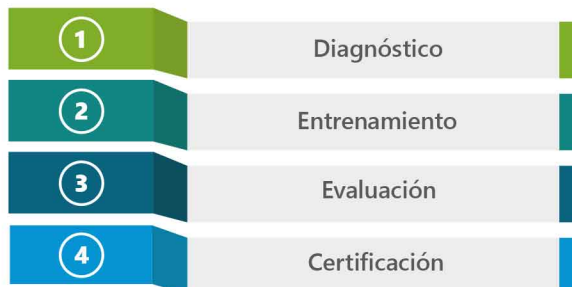 1 Diagnóstico
2 Entrenamiento
3 Evaluación
4 Certificación